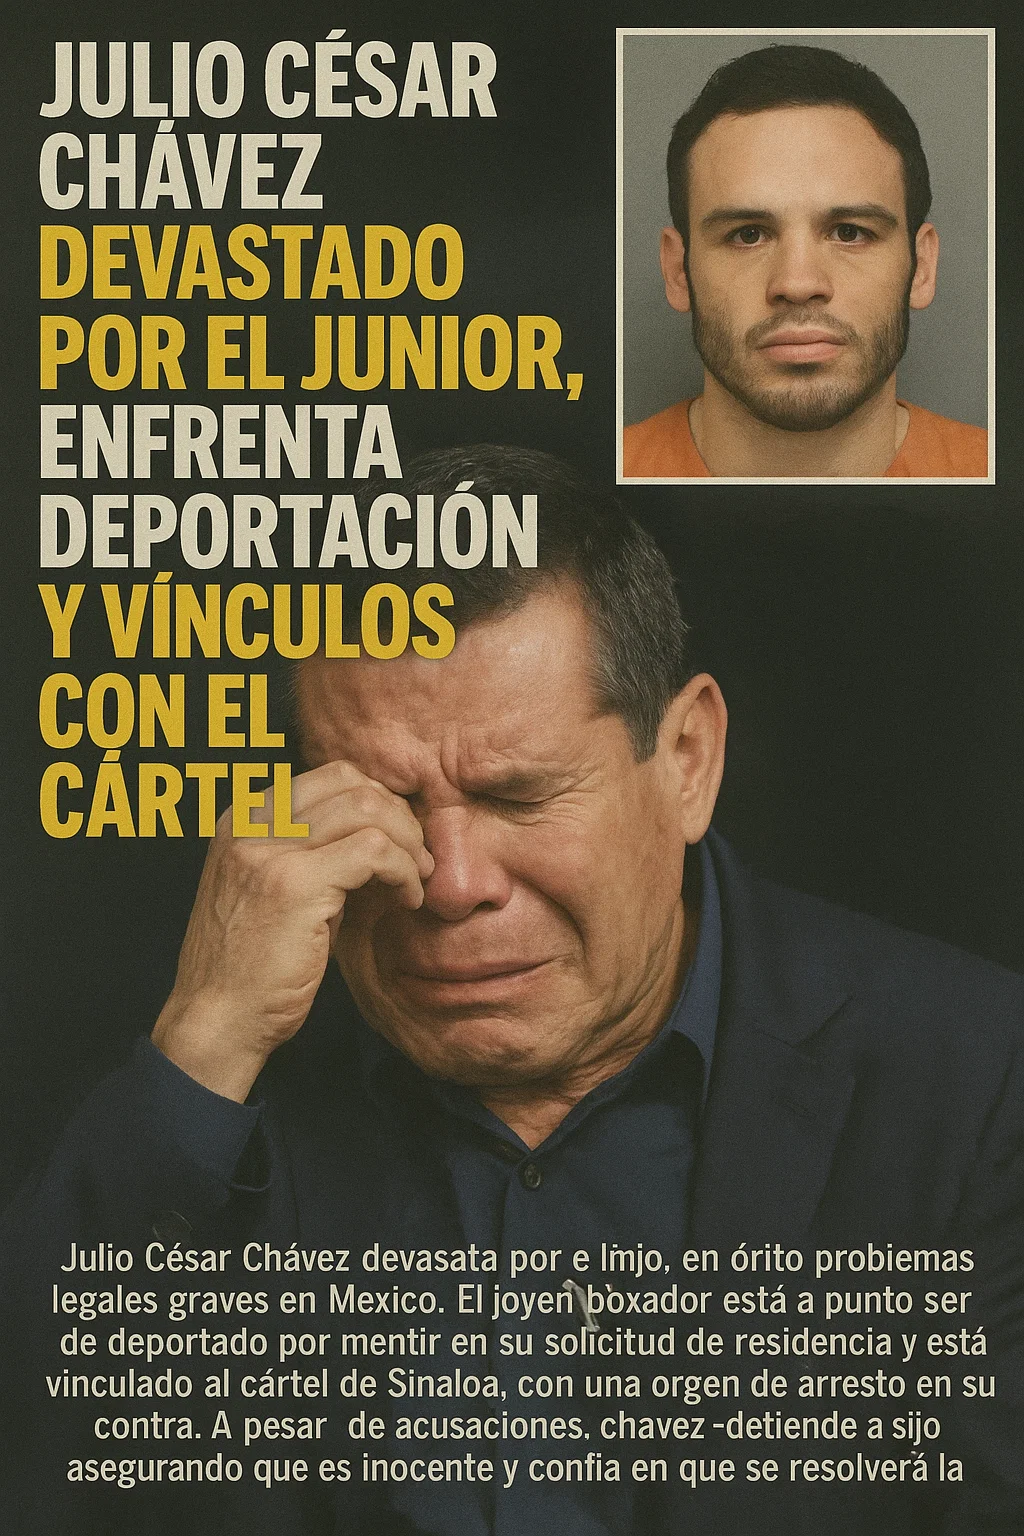 JULIO CÉSAR
CHÁVEZ
DEVASTADO
POR EL JUNIOR,
ENFRENTA
DEPORTACIÓN
Y VÍNCULOS
CON EL
CÁRTEL
Julio César Chávez devasata por e lmjo, en órito probiemas
legales graves en Mexico. El joyen boxador está a punto ser
de deportado por mentir en su solicitud de residencia y está
vinculado al cártel de Sinaloa, con una orgen de arresto en su
contra. A pesar de acusaciones, chavez -detiende a sijo
asegurando que es inocente y confia en que se resolverá la